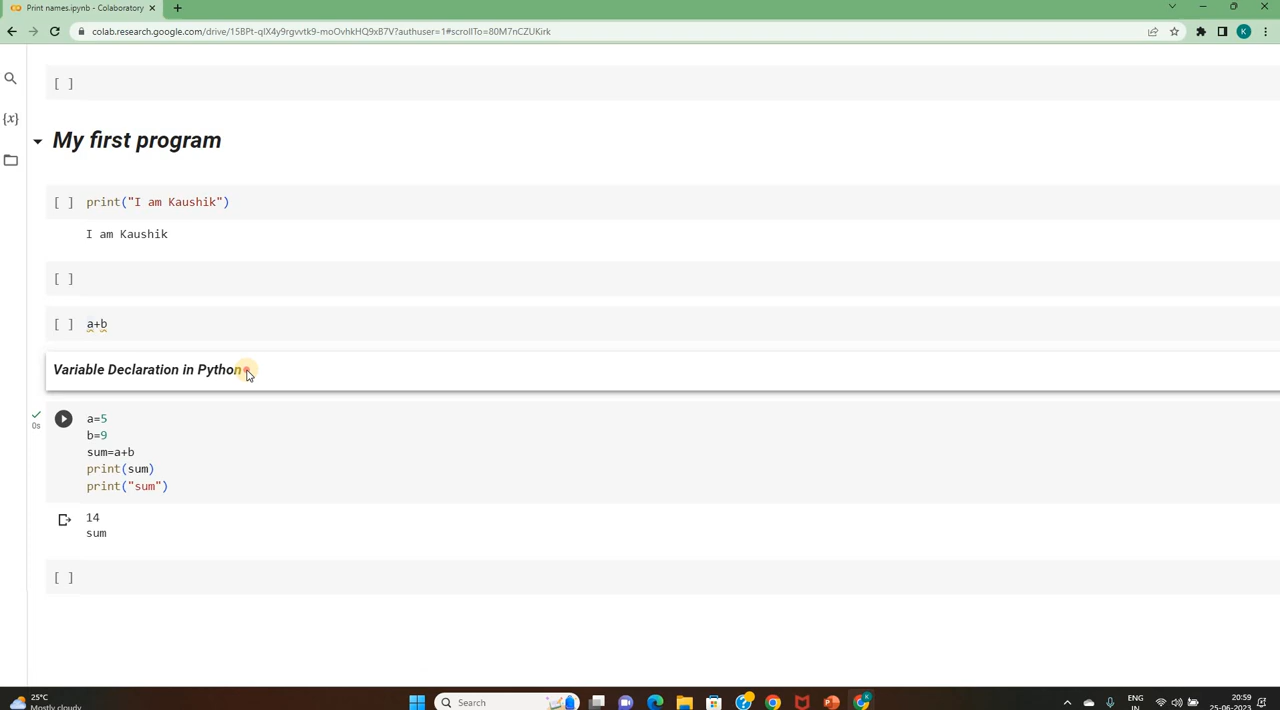 Print names.ipynb - Colaboratory
colab.research.google.com/drive/15BPt-qIX4y9rgvvtk9-moOvhkHQ9xB7V?authuser=1#scrollTo=80M7nCZUKirk
K
[ ]
{x}
My first program
[ ] print("I am Kaushik")
I am Kaushik
[ ]
[ ] a+b
Variable Declaration in Python
a=5
0s
b=9
sum=a+b
print(sum)
print("sum")
14
sum
[ ]
25°C
Mostly cloudy
Search
K
ENG
IN
20:59
25-06-2023